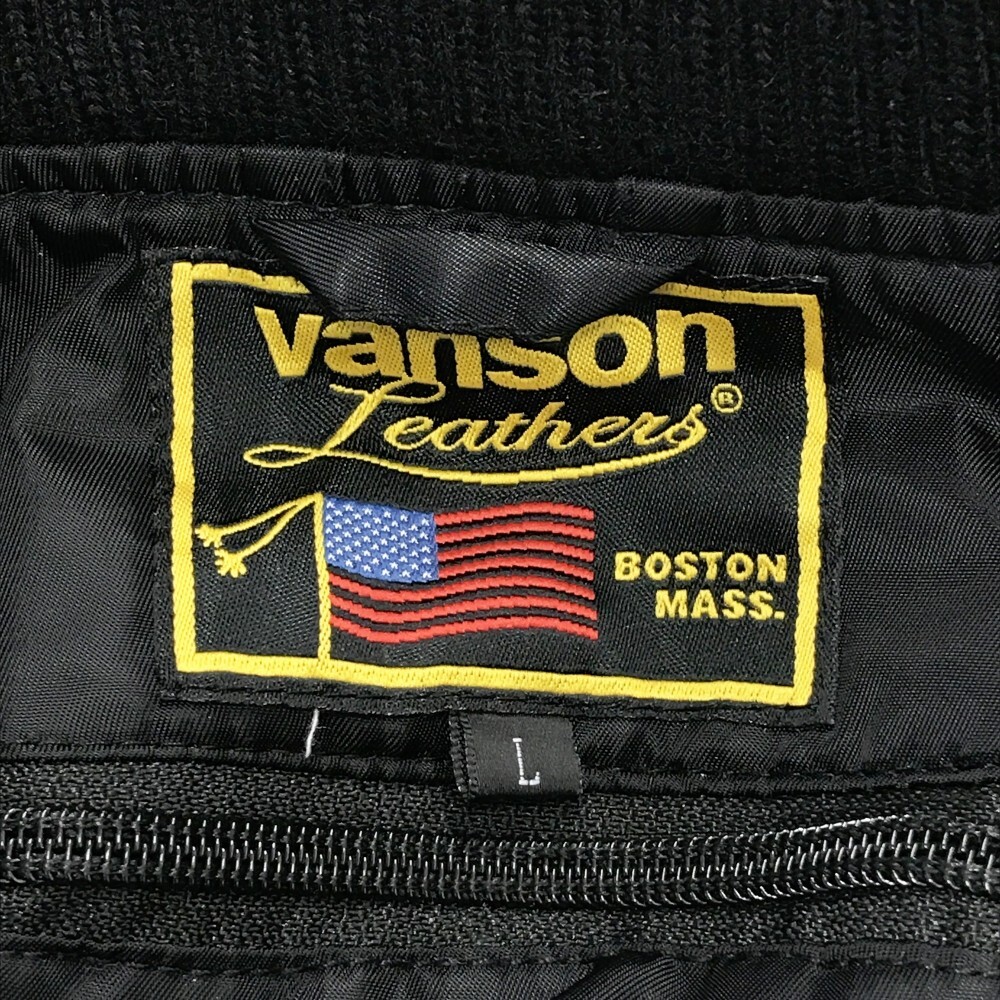 vanson
Leathers®
BOSTON
MASS.
L